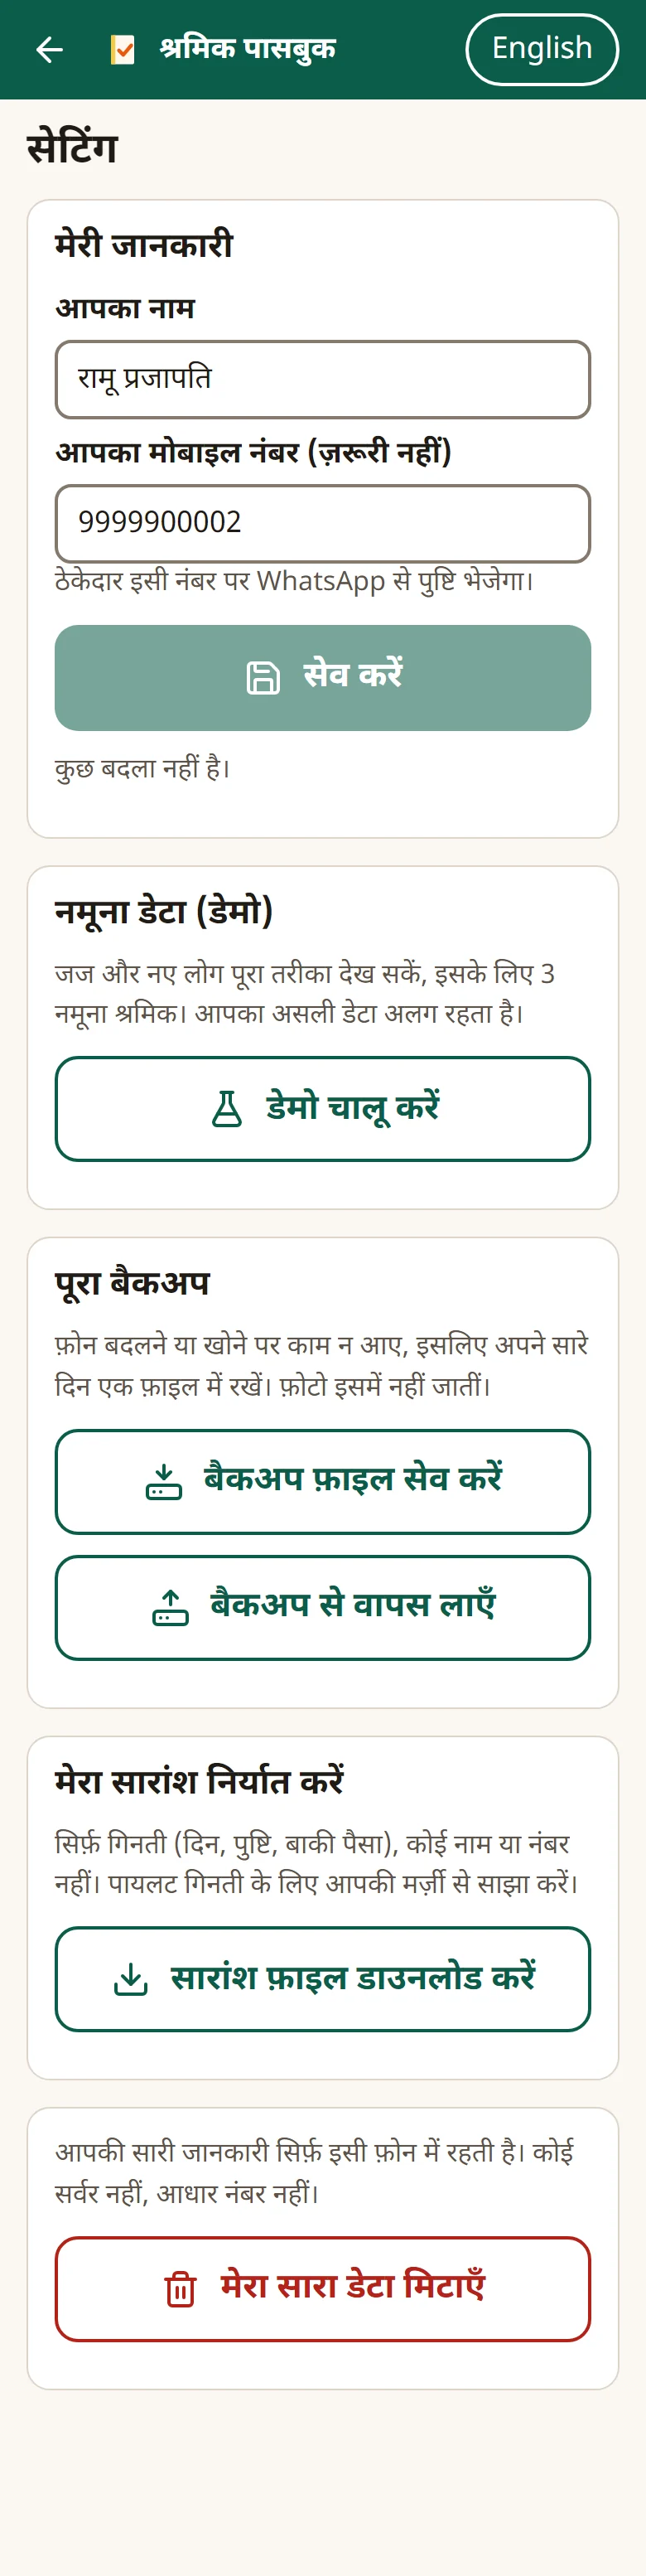 श्रमिक पासबुक
English
सेटिंग
मेरी जानकारी
आपका नाम
रामू प्रजापति
आपका मोबाइल नंबर (ज़रूरी नहीं)
9999900002
ठेकेदार इसी नंबर पर WhatsApp से पुष्टि भेजेगा।
सेव करें
कुछ बदला नहीं है।
नमूना डेटा (डेमो)
जज और नए लोग पूरा तरीका देख सकें, इसके लिए 3
नमूना श्रमिक। आपका असली डेटा अलग रहता है।
डेमो चालू करें
पूरा बैकअप
फ़ोन बदलने या खोने पर काम न आए, इसलिए अपने सारे
दिन एक फ़ाइल में रखें। फ़ोटो इसमें नहीं जातीं।
बैकअप फ़ाइल सेव करें
बैकअप से वापस लाएँ
मेरा सारांश निर्यात करें
सिर्फ़ गिनती (दिन, पुष्टि, बाकी पैसा), कोई नाम या नंबर
नहीं। पायलट गिनती के लिए आपकी मर्ज़ी से साझा करें।
सारांश फ़ाइल डाउनलोड करें
आपकी सारी जानकारी सिर्फ़ इसी फ़ोन में रहती है। कोई
सर्वर नहीं, आधार नंबर नहीं।
मेरा सारा डेटा मिटाएँ